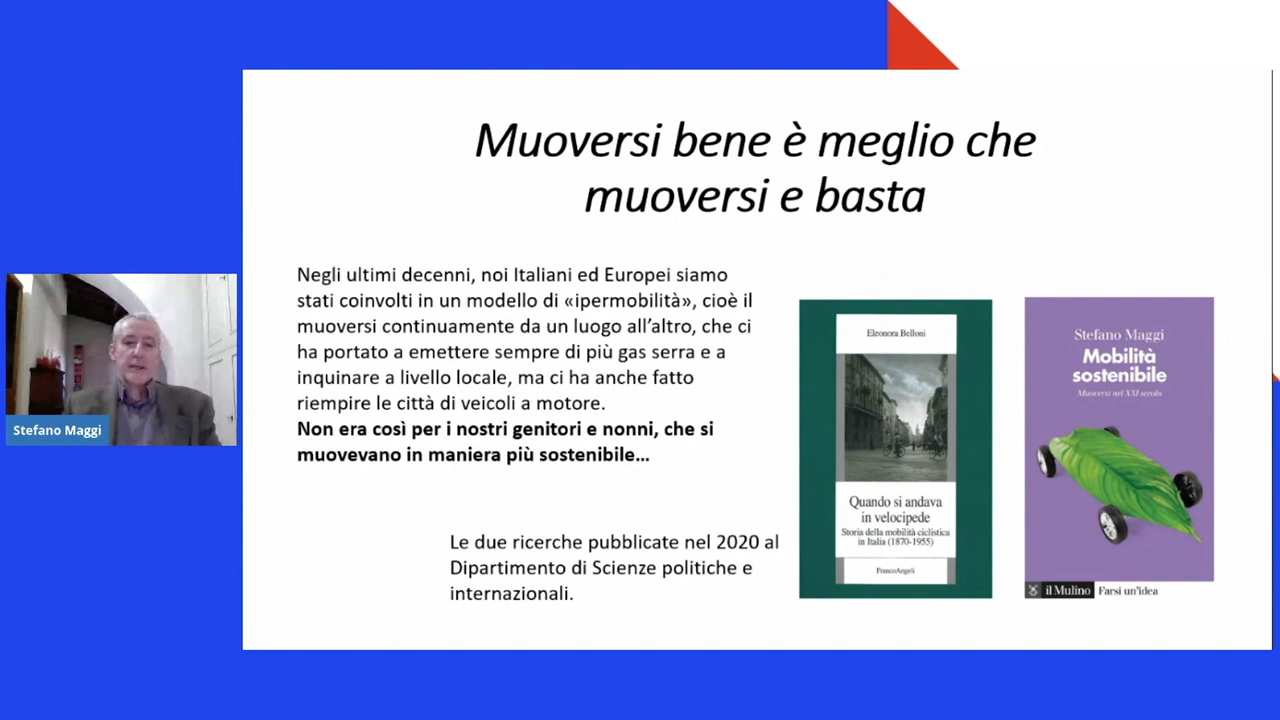 Muoversi bene è meglio che
muoversi e basta
Negli ultimi decenni, noi Italiani ed Europei siamo
stati coinvolti in un modello di «ipermobilità», cioè il
muoversi continuamente da un luogo all’altro, che ci
ha portato a emettere sempre di più gas serra e a
inquinare a livello locale, ma ci ha anche fatto
riempire le città di veicoli a motore.
Non era così per i nostri genitori e nonni, che si
muovevano in maniera più sostenibile…
Le due ricerche pubblicate nel 2020 al
Dipartimento di Scienze politiche e
internazionali.
Eleonora Belloni
Quando si andava
in velocipede
Storia della mobilità ciclistica
in Italia (1870-1955)
FrancoAngeli
Stefano Maggi
Mobilità
sostenibile
Muoversi nel XXI secolo
il Mulino Farsi un’idea
Stefano Maggi